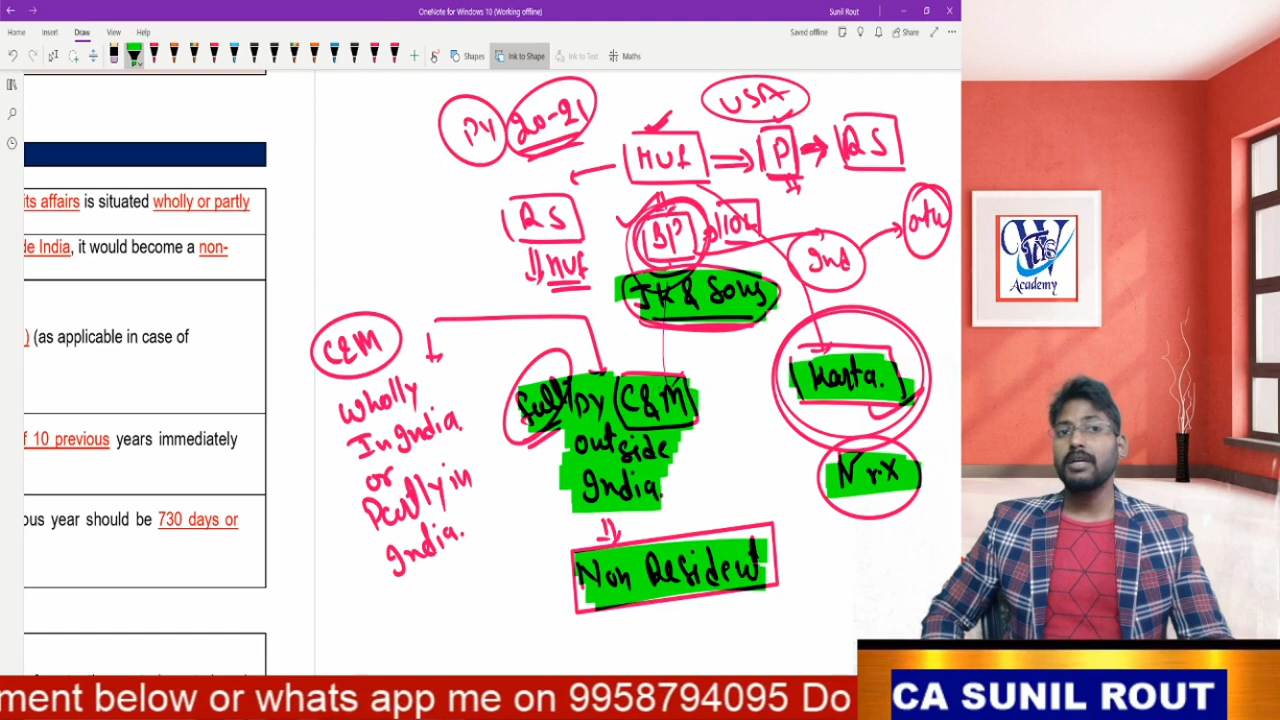 OneNote for Windows 10 (Working offline)
Sunil Rout
Home Insert Draw View Help
Saved offline
Share
Shapes
Ink to Shape
Ink to Text
Maths
its affairs is situated wholly or partly
de India, it would become a non-
) (as applicable in case of
f 10 previous years immediately
ous year should be 730 days or
PY 20-21
USA
HUF
P
RS
RS
HUF
BP
Ind
JK & Sons
C&M
wholly
In India
or
Partly in
India.
full PY C&M
outside
India.
Non Resident
Karta.
Mr. X
Academy
ment below or whats app me on 9958794095 Do
CA SUNIL ROUT